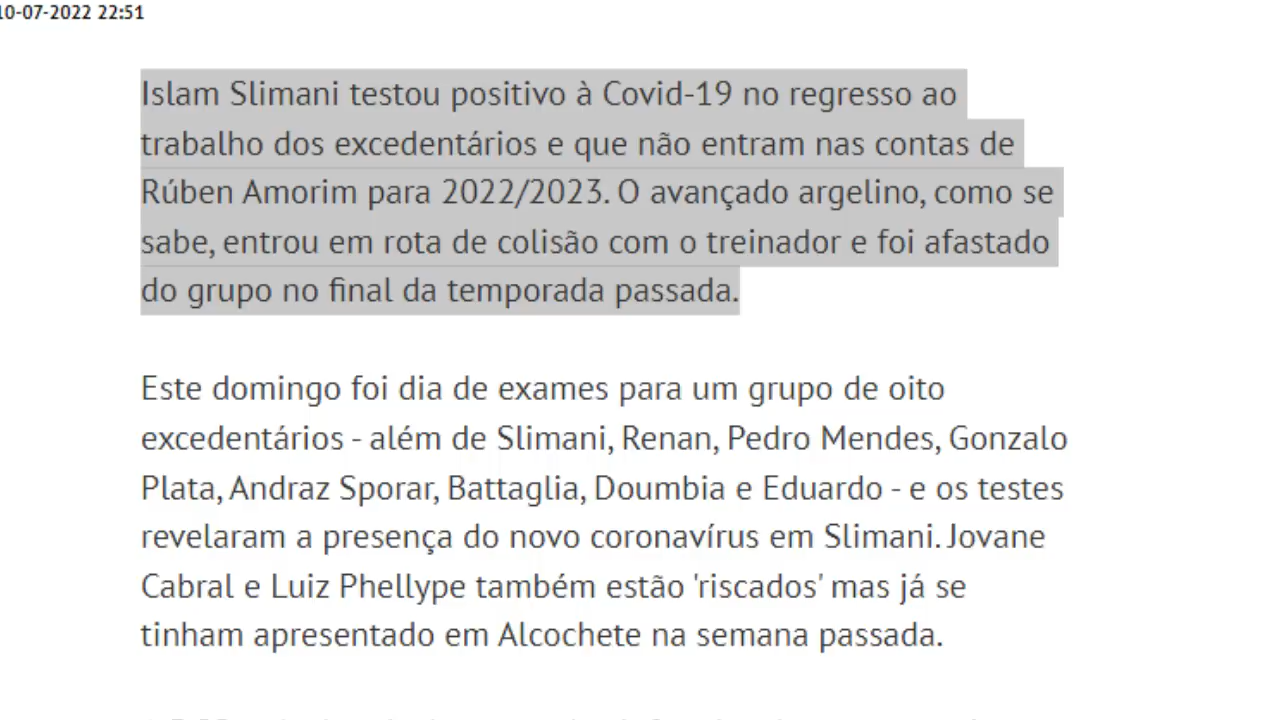 10-07-2022 22:51
Islam Slimani testou positivo à Covid-19 no regresso ao
trabalho dos excedentários e que não entram nas contas de
Rúben Amorim para 2022/2023. O avançado argelino, como se
sabe, entrou em rota de colisão com o treinador e foi afastado
do grupo no final da temporada passada.
Este domingo foi dia de exames para um grupo de oito
excedentários - além de Slimani, Renan, Pedro Mendes, Gonzalo
Plata, Andraz Sporar, Battaglia, Doumbia e Eduardo - e os testes
revelaram a presença do novo coronavírus em Slimani. Jovane
Cabral e Luiz Phellype também estão 'riscados' mas já se
tinham apresentado em Alcochete na semana passada.